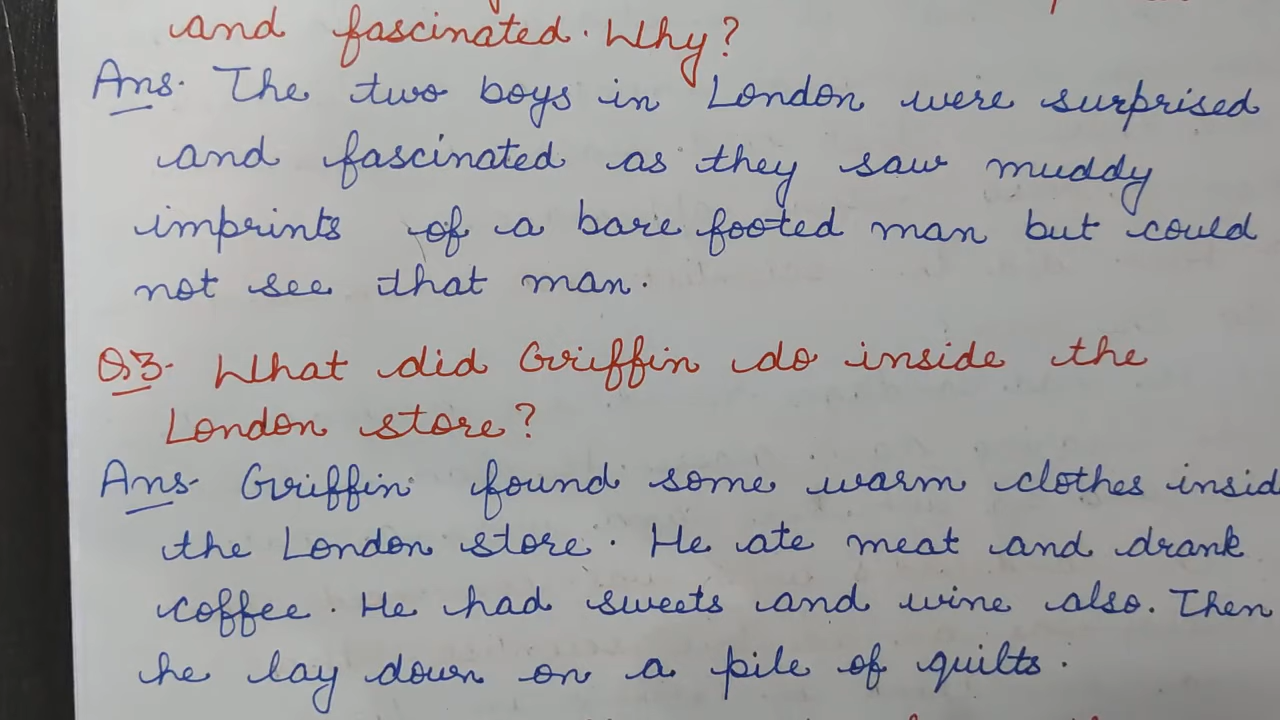 and fascinated. Why?
Ans. The two boys in London were surprised
and fascinated as they saw muddy
imprints of a bare footed man but could
not see that man.
Q.3. What did Griffin do inside the
London store?
Ans. Griffin found some warm clothes insid
the London store. He ate meat and drank
coffee. He had sweets and wine also. Then
he lay down on a pile of quilts.